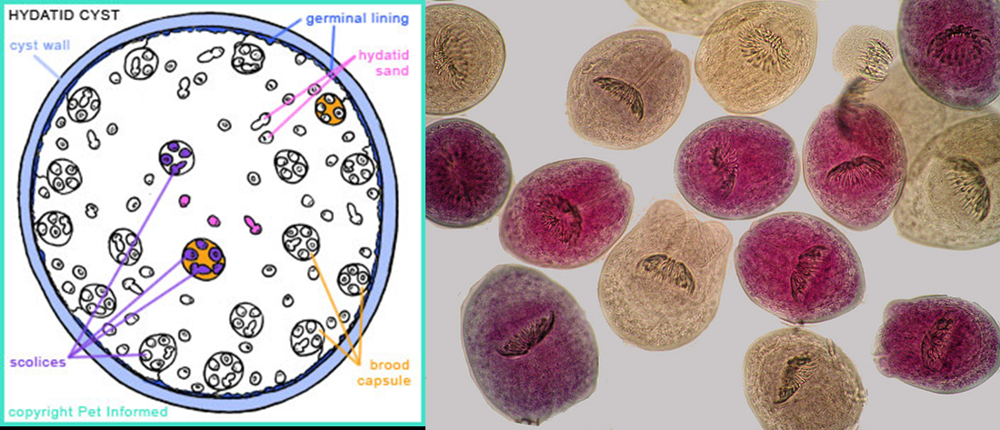 HYDATID CYST
germinal lining
cyst wall
hydatid
sand
scolices
brood
capsule
copyright Pet Informed